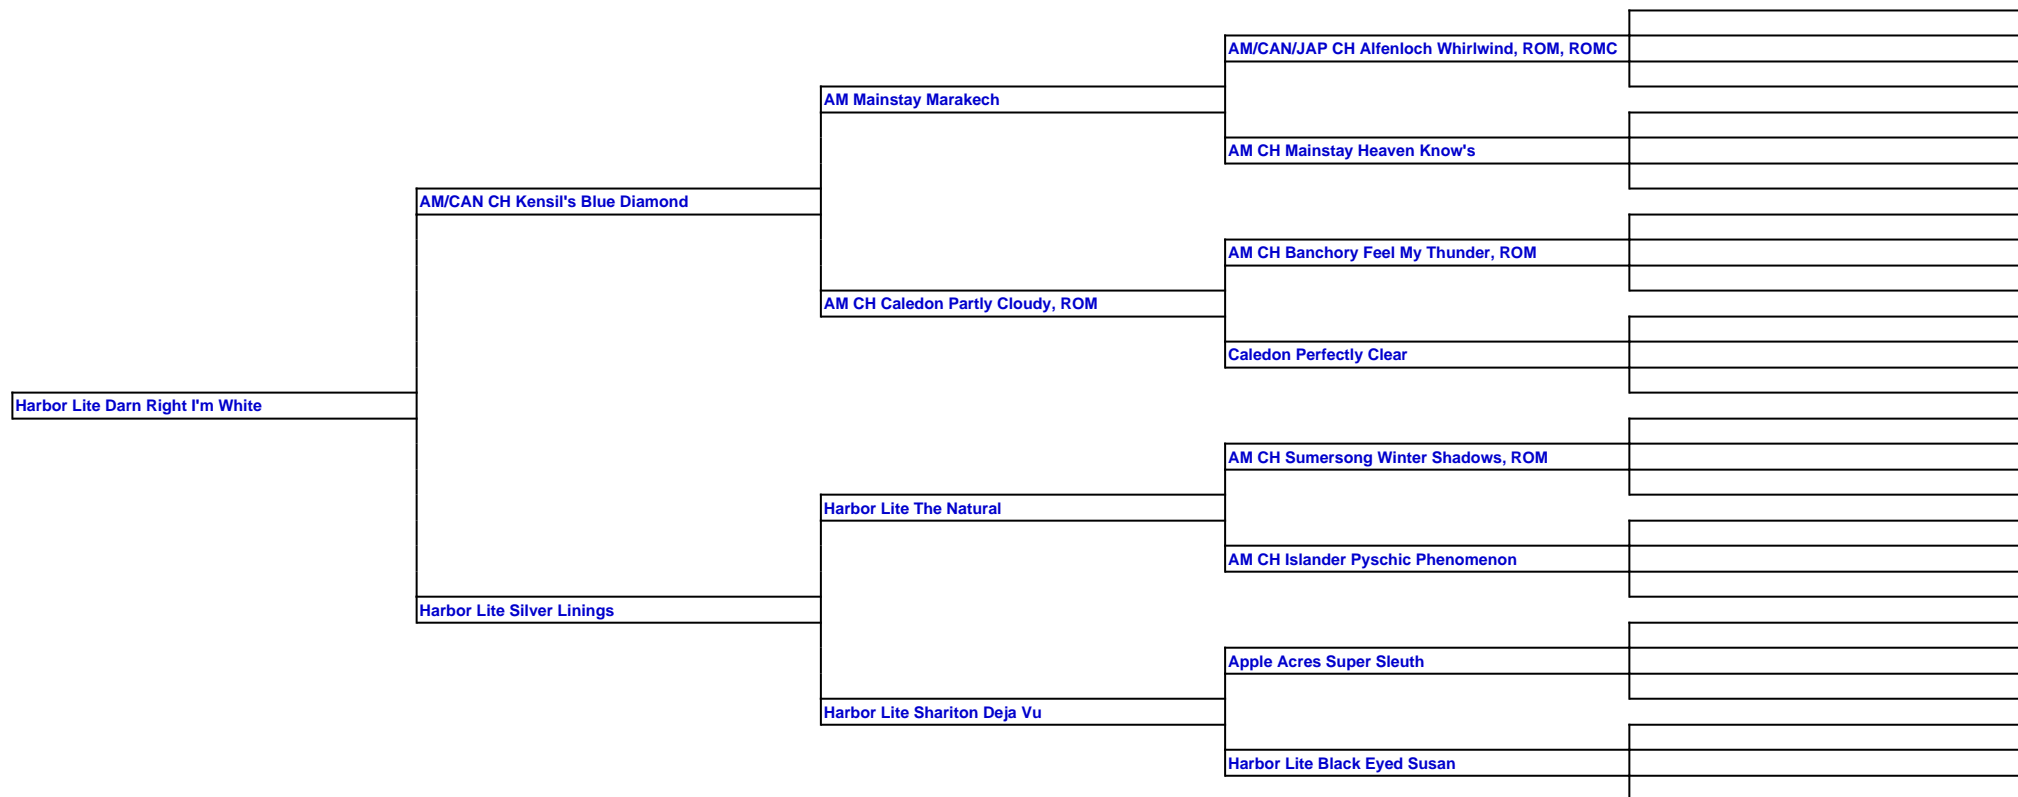 AM/CAN/JAP CH Alfenloch Whirlwind, ROM, ROMC
AM Mainstay Marakech
AM CH Mainstay Heaven Know's
AM/CAN CH Kensil's Blue Diamond
AM CH Banchory Feel My Thunder, ROM
AM CH Caledon Partly Cloudy, ROM
Caledon Perfectly Clear
Harbor Lite Darn Right I'm White
AM CH Sumersong Winter Shadows, ROM
Harbor Lite The Natural
AM CH Islander Pyschic Phenomenon
Harbor Lite Silver Linings
Apple Acres Super Sleuth
Harbor Lite Shariton Deja Vu
Harbor Lite Black Eyed Susan